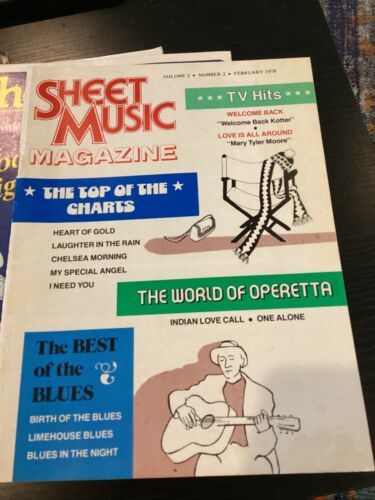 VOLUME 2 • NUMBER 2 • FEBRUARY 1978
SHEET
MUSIC
MAGAZINE
★★★ TV Hits ★★★
WELCOME BACK
"Welcome Back Kotter"
•
LOVE IS ALL AROUND
"Mary Tyler Moore"
★ THE TOP OF THE ★
CHARTS
HEART OF GOLD
LAUGHTER IN THE RAIN
CHELSEA MORNING
MY SPECIAL ANGEL
I NEED YOU
THE WORLD OF OPERETTA
INDIAN LOVE CALL • ONE ALONE
The BEST
of the
BLUES
BIRTH OF THE BLUES
LIMEHOUSE BLUES
BLUES IN THE NIGHT